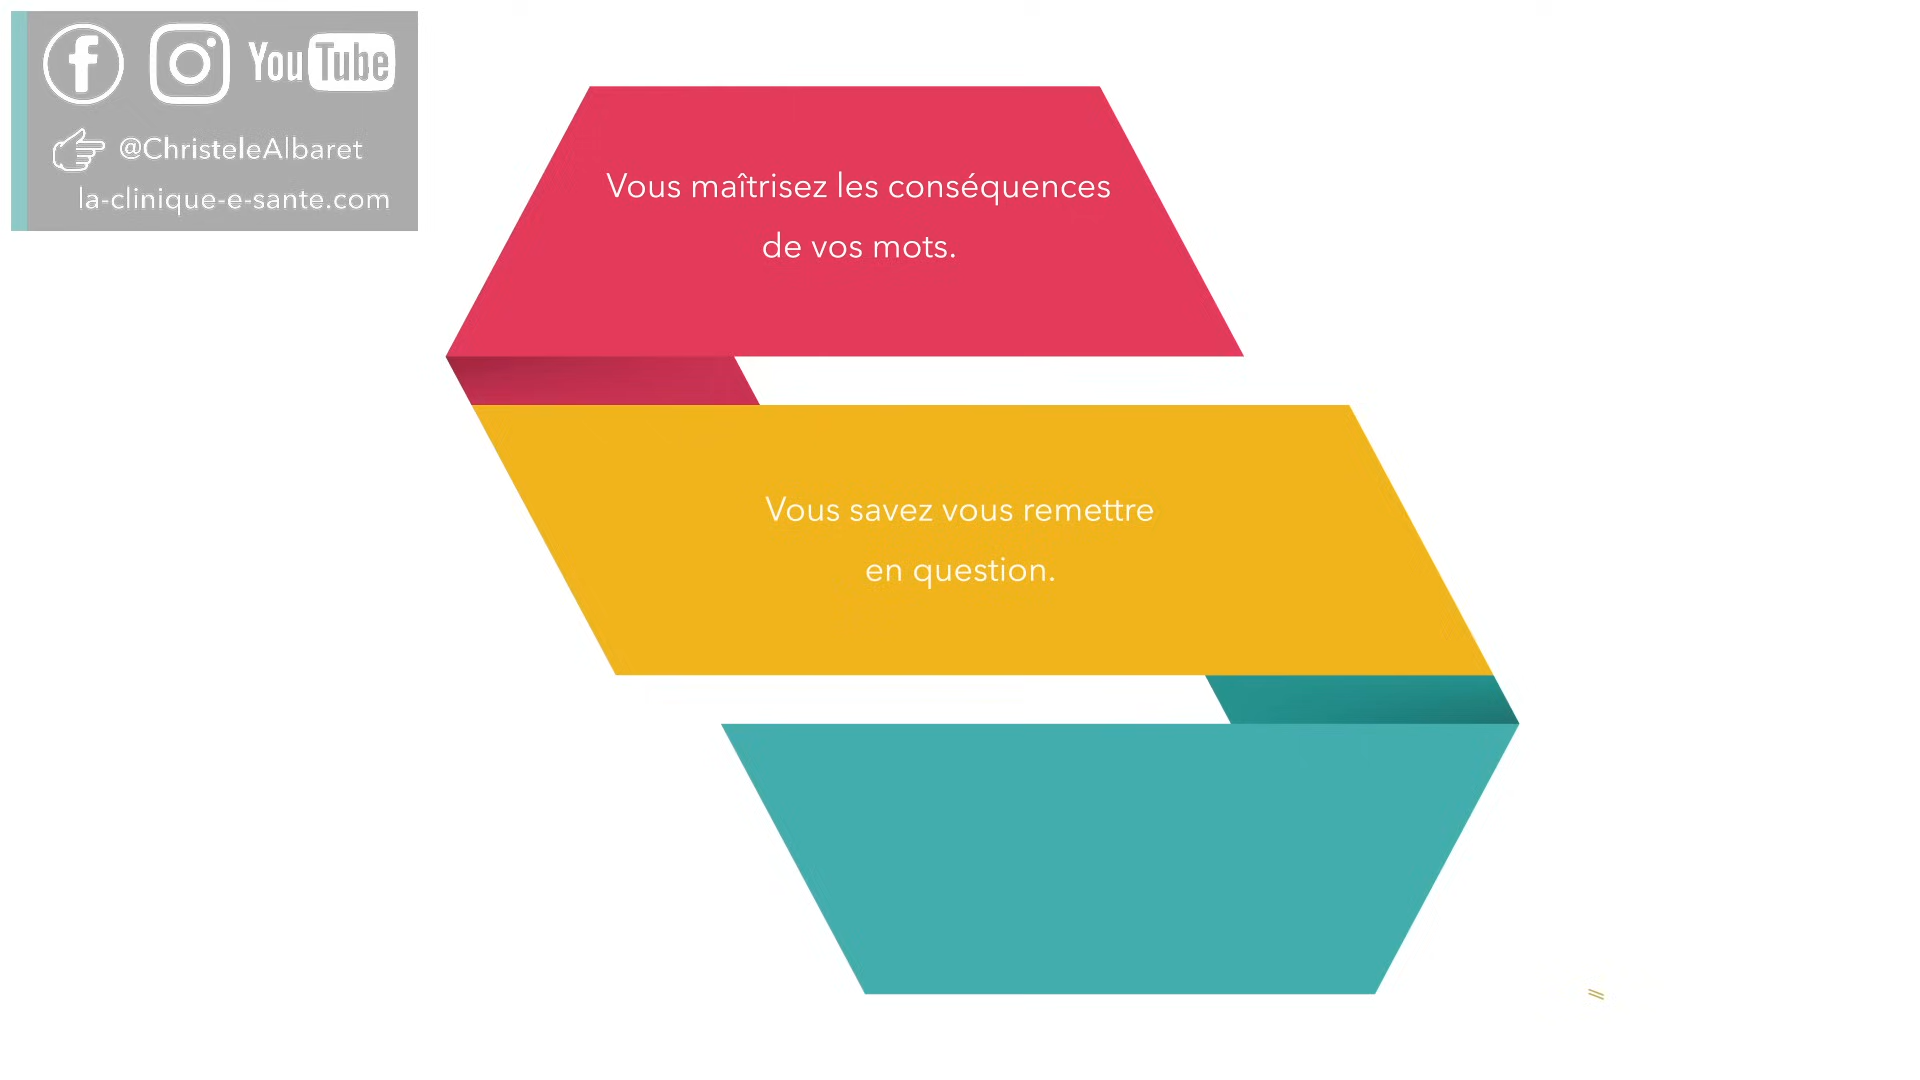 You Tube
@ChristeleAlbaret
la-clinique-e-sante.com
Vous maîtrisez les conséquences
de vos mots.
Vous savez vous remettre
en question.